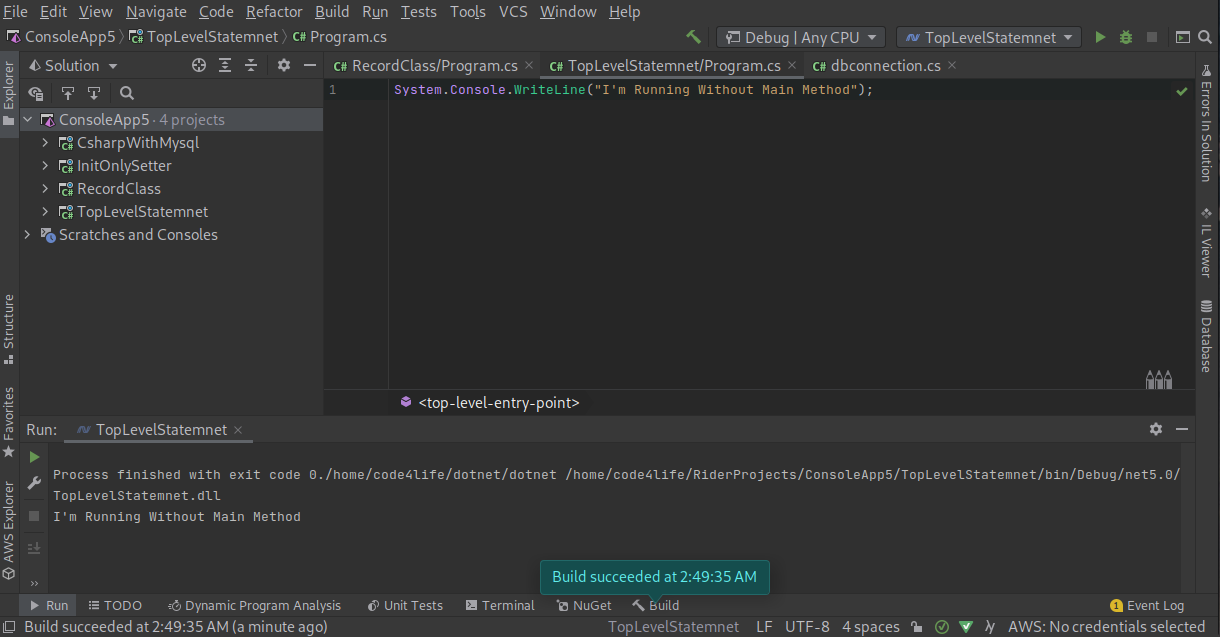 File Edit View Navigate Code Refactor Build Run Tests Tools VCS Window Help
ConsoleApp5 TopLevelStatemnet C# Program.cs
Debug | Any CPU TopLevelStatemnet
Explorer
Solution
C# RecordClass/Program.cs C# TopLevelStatemnet/Program.cs C# dbconnection.cs
1 System.Console.WriteLine("I'm Running Without Main Method");
ConsoleApp5 · 4 projects
C# CsharpWithMysql
C# InitOnlySetter
C# RecordClass
C# TopLevelStatemnet
Scratches and Consoles
Errors In Solution
IL Viewer
Database
Structure
Favorites
AWS Explorer
<top-level-entry-point>
Run: TopLevelStatemnet
Process finished with exit code 0./home/code4life/dotnet/dotnet /home/code4life/RiderProjects/ConsoleApp5/TopLevelStatemnet/bin/Debug/net5.0/
TopLevelStatemnet.dll
I'm Running Without Main Method
Build succeeded at 2:49:35 AM
Run TODO Dynamic Program Analysis Unit Tests Terminal NuGet Build 1 Event Log
Build succeeded at 2:49:35 AM (a minute ago) TopLevelStatemnet LF UTF-8 4 spaces AWS: No credentials selected